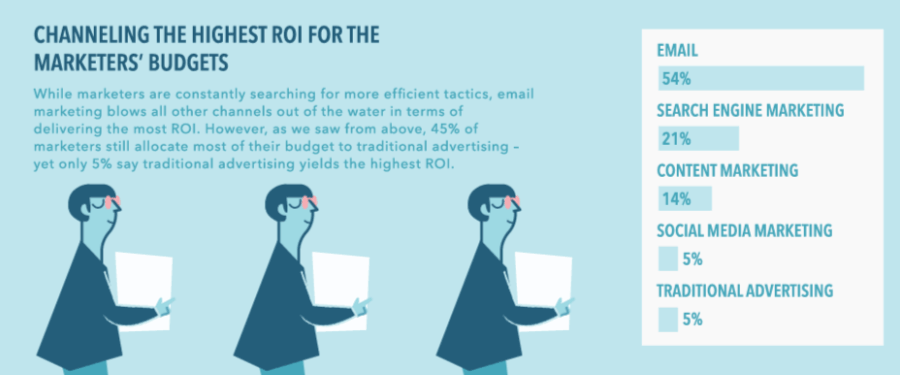 CHANNELING THE HIGHEST ROI FOR THE
MARKETERS' BUDGETS
While marketers are constantly searching for more efficient tactics, email
marketing blows all other channels out of the water in terms of
delivering the most ROI. However, as we saw from above, 45% of
marketers still allocate most of their budget to traditional advertising –
yet only 5% say traditional advertising yields the highest ROI.
EMAIL
54%
SEARCH ENGINE MARKETING
21%
CONTENT MARKETING
14%
SOCIAL MEDIA MARKETING
5%
TRADITIONAL ADVERTISING
5%